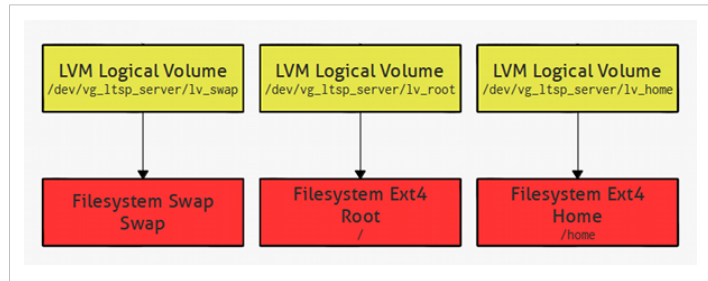 LVM Logical Volume
/dev/vg_ltsp_server/lv_swap
LVM Logical Volume
/dev/vg_ltsp_server/lv_root
LVM Logical Volume
/dev/vg_ltsp_server/lv_home
Filesystem Swap
Swap
Filesystem Ext4
Root
/
Filesystem Ext4
Home
/home